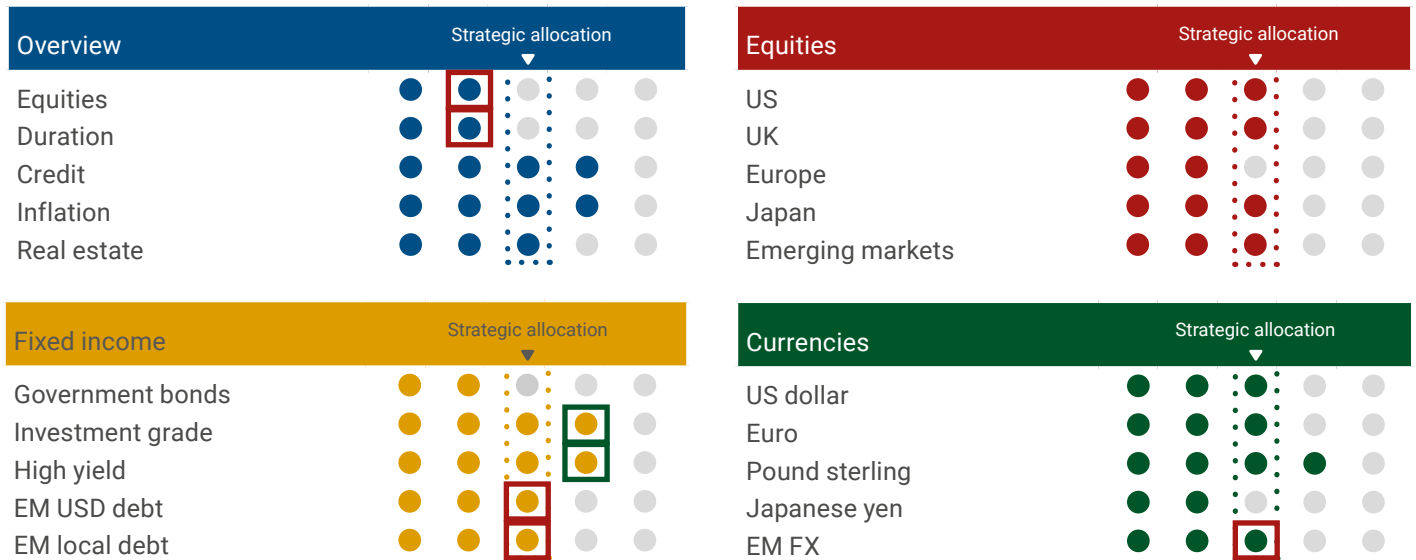 Overview
Strategic allocation
Equities
Duration
Credit
Inflation
Real estate
Equities
Strategic allocation
US
UK
Europe
Japan
Emerging markets
Fixed income
Strategic allocation
Government bonds
Investment grade
High yield
EM USD debt
EM local debt
Currencies
Strategic allocation
US dollar
Euro
Pound sterling
Japanese yen
EM FX